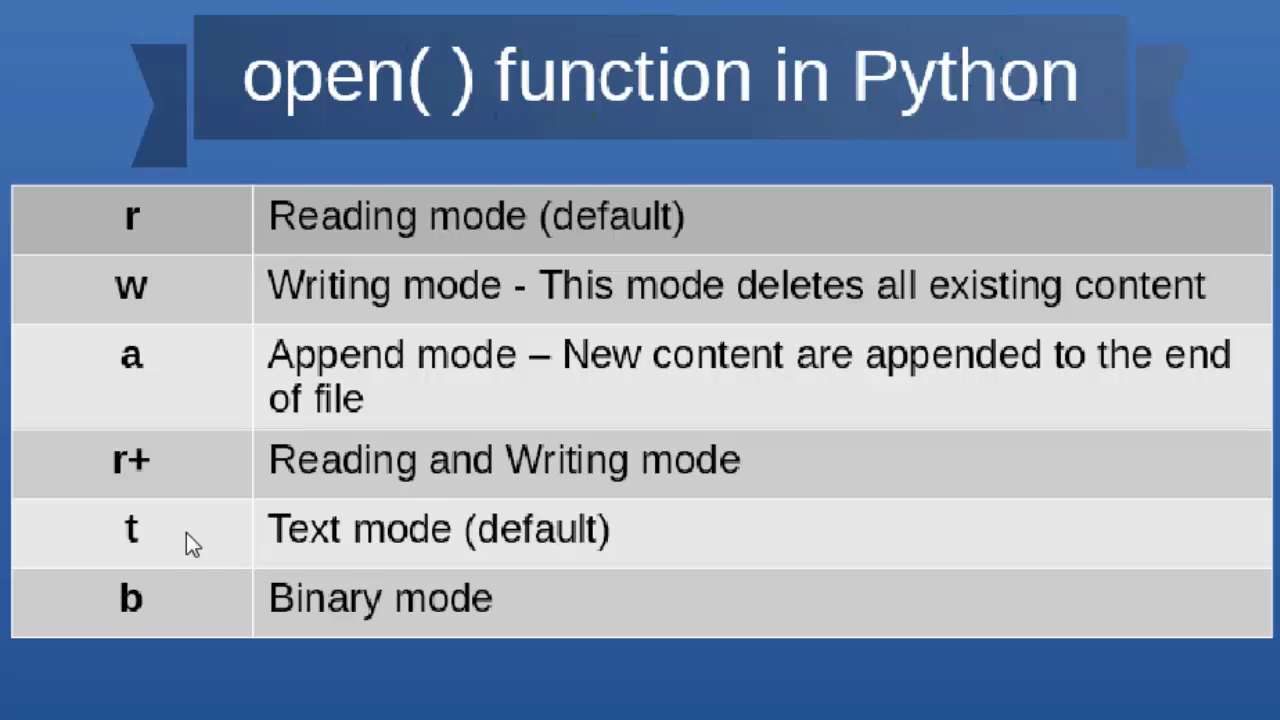 open( ) function in Python
r Reading mode (default)
w Writing mode - This mode deletes all existing content
a Append mode – New content are appended to the end
of file
r+ Reading and Writing mode
t Text mode (default)
b Binary mode